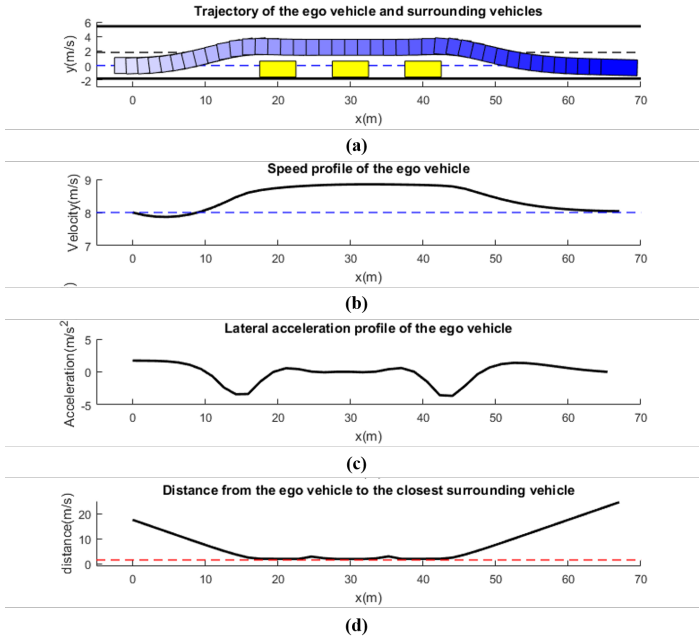 Trajectory of the ego vehicle and surrounding vehicles
y(m/s)
6
4
2
0
-2
0 10 20 30 40 50 60 70
x(m)
(a)
Speed profile of the ego vehicle
Velocity(m/s)
9
8
7
0 10 20 30 40 50 60 70
x(m)
)
(b)
Lateral acceleration profile of the ego vehicle
Acceleration(m/s2
5
0
-5
0 10 20 30 40 50 60 70
x(m)
(c)
Distance from the ego vehicle to the closest surrounding vehicle
distance(m/s)
20
10
0
0 10 20 30 40 50 60 70
x(m)
(d)